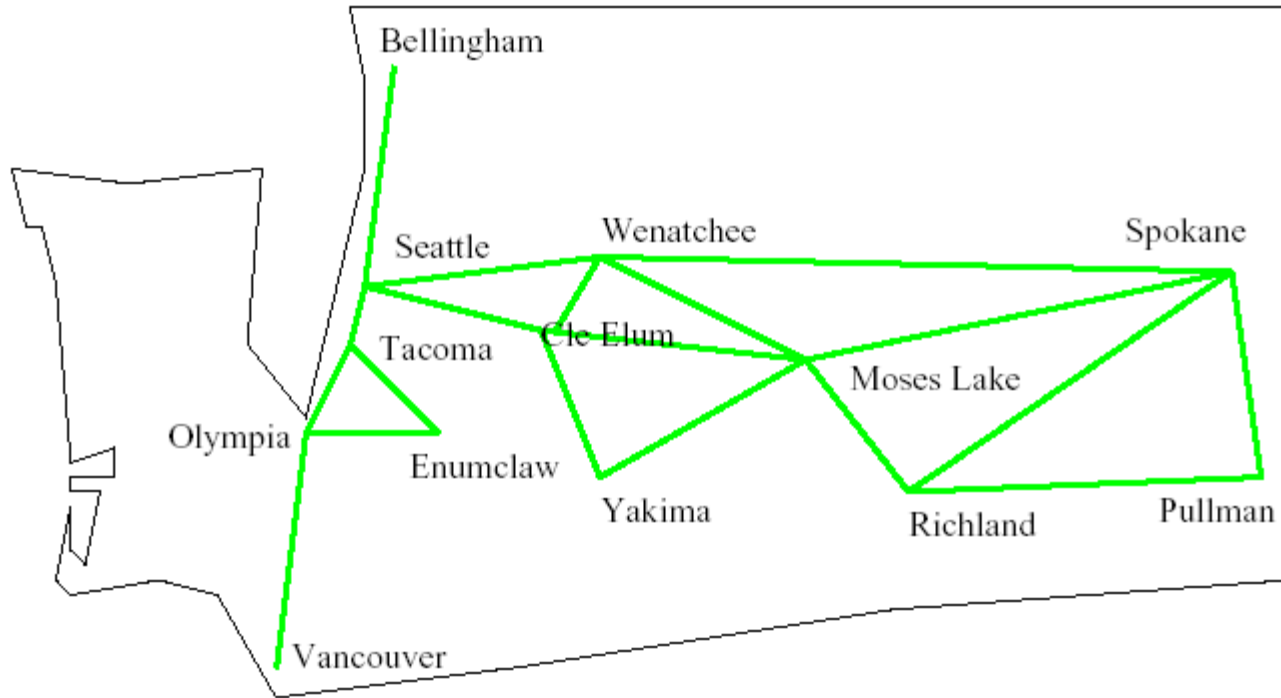 Bellingham
Seattle
Wenatchee
Spokane
Cle Elum
Tacoma
Moses Lake
Olympia
Enumclaw
Yakima
Richland
Pullman
Vancouver